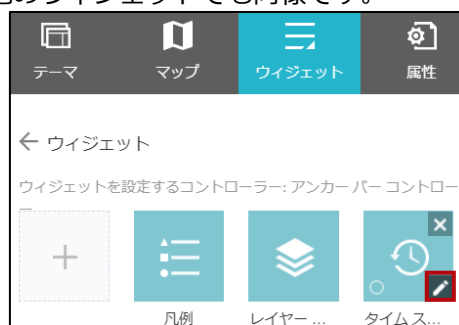 他のウィジェットでも同様です。
テーマ マップ ウィジェット 属性
← ウィジェット
ウィジェットを設定するコントローラー: アンカー バー コントロー
凡例 レイヤー ... タイム ス...